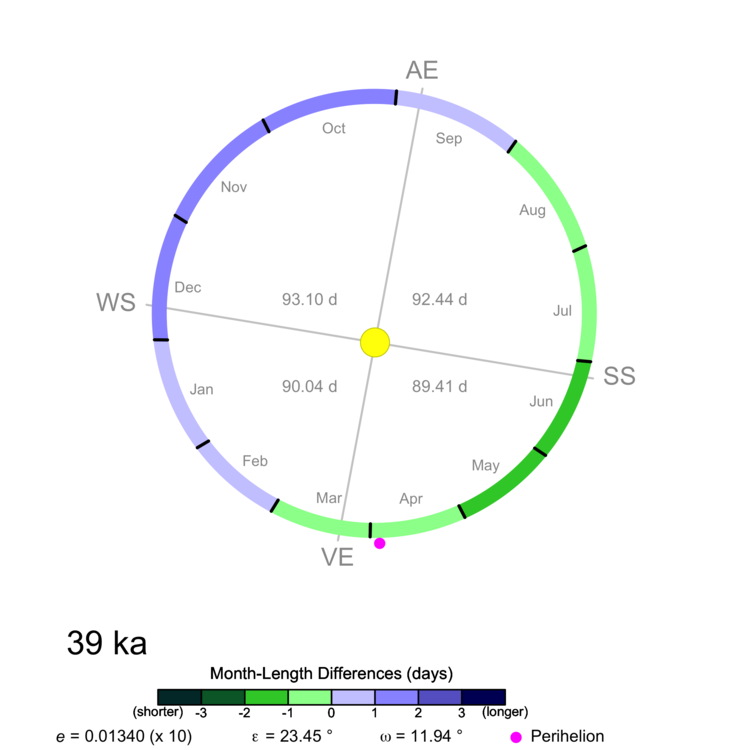 AE
Oct
Sep
Nov
Aug
Dec
93.10 d
92.44 d
WS
Jul
SS
90.04 d
89.41 d
Jan
Jun
Feb
May
Mar
Apr
VE
39 ka
Month-Length Differences (days)
(shorter) -3 -2 -1 0 1 2 3 (longer)
e = 0.01340 (x 10) ε = 23.45 ° ω = 11.94 ° Perihelion